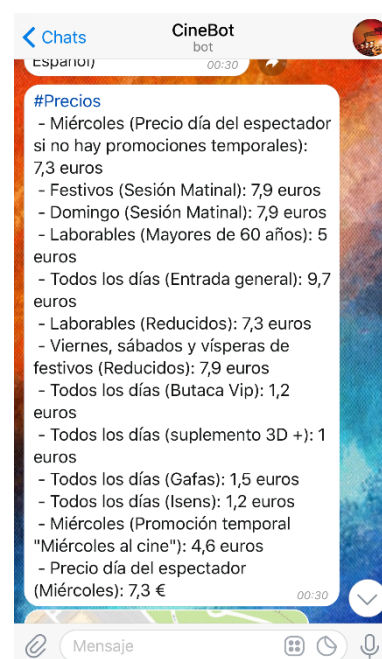 Chats
CineBot
bot
Español)
00:30
#Precios
- Miércoles (Precio día del espectador
si no hay promociones temporales):
7,3 euros
- Festivos (Sesión Matinal): 7,9 euros
- Domingo (Sesión Matinal): 7,9 euros
- Laborables (Mayores de 60 años): 5
euros
- Todos los días (Entrada general): 9,7
euros
- Laborables (Reducidos): 7,3 euros
- Viernes, sábados y vísperas de
festivos (Reducidos): 7,9 euros
- Todos los días (Butaca Vip): 1,2
euros
- Todos los días (suplemento 3D +): 1
euros
- Todos los días (Gafas): 1,5 euros
- Todos los días (Isens): 1,2 euros
- Miércoles (Promoción temporal
"Miércoles al cine"): 4,6 euros
- Precio día del espectador
(Miércoles): 7,3 €
00:30
Mensaje